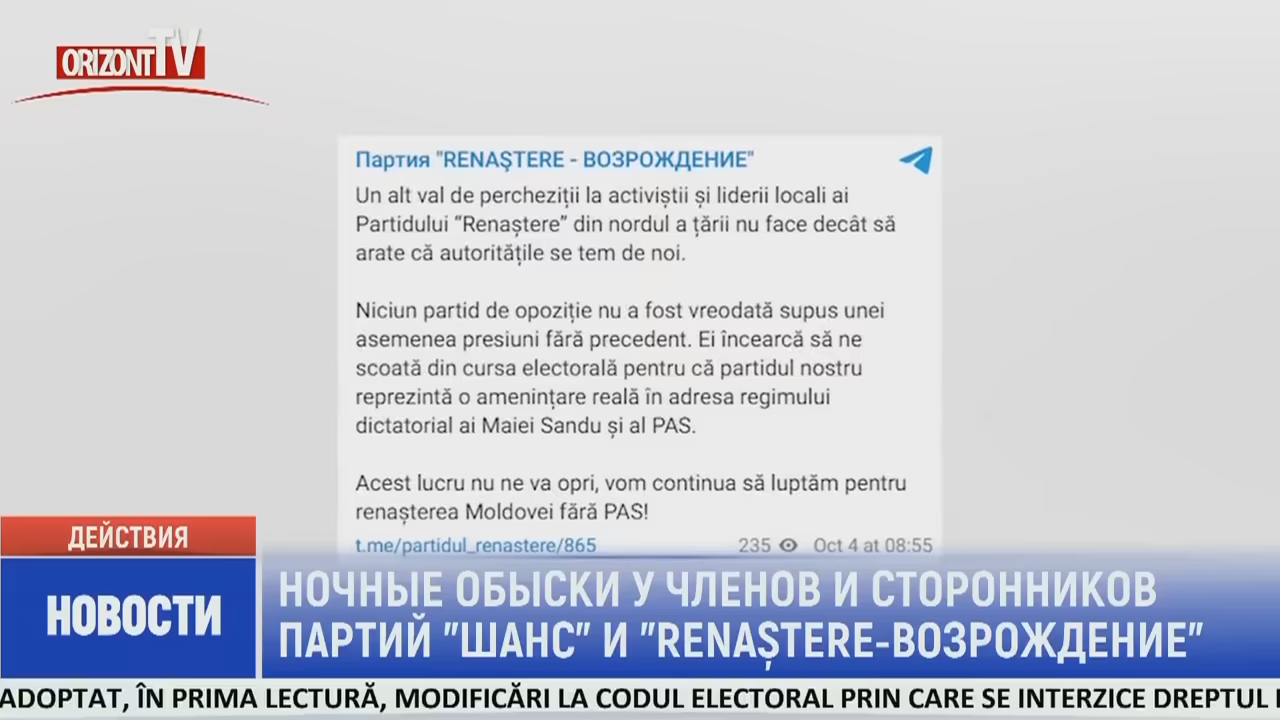 ORIZONT TV
Партия "RENAŞTERE - ВОЗРОЖДЕНИЕ"
Un alt val de percheziții la activiștii și liderii locali ai
Partidului “Renaștere” din nordul a țării nu face decât să
arate că autoritățile se tem de noi.
Niciun partid de opoziție nu a fost vreodată supus unei
asemenea presiuni fără precedent. Ei încearcă să ne
scoată din cursa electorală pentru că partidul nostru
reprezintă o amenințare reală în adresa regimului
dictatorial ai Maiei Sandu și al PAS.
Acest lucru nu ne va opri, vom continua să luptăm pentru
renașterea Moldovei fără PAS!
t.me/partidul_renastere/865 235 Oct 4 at 08:55
ДЕЙСТВИЯ
НОВОСТИ
НОЧНЫЕ ОБЫСКИ У ЧЛЕНОВ И СТОРОННИКОВ
ПАРТИЙ "ШАНС" И "RENAȘTERE-ВОЗРОЖДЕНИЕ"
ADOPTAT, ÎN PRIMA LECTURĂ, MODIFICĂRI LA CODUL ELECTORAL PRIN CARE SE INTERZICE DREPTUL